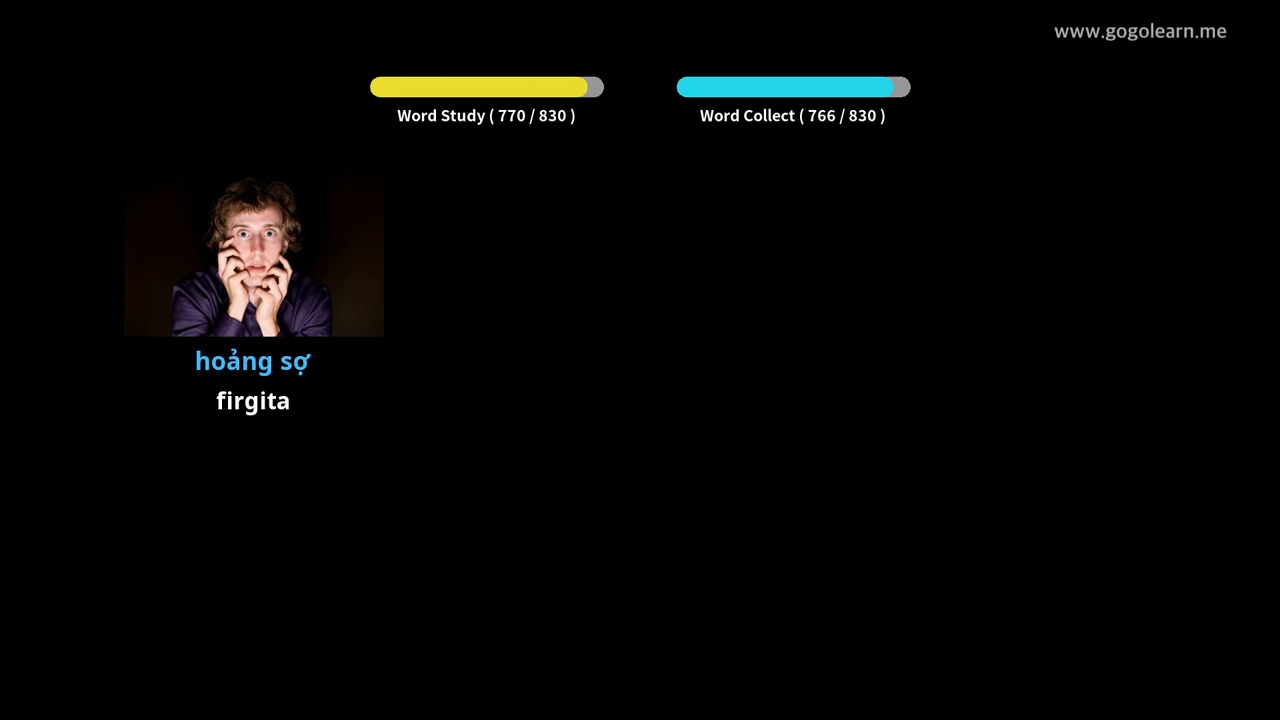 www.gogolearn.me
Word Study ( 770 / 830 )
Word Collect ( 766 / 830 )
hoảng sợ
firgita